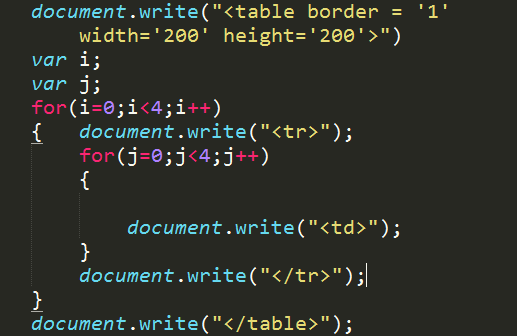 document.write("<table border = '1'
width='200' height='200'>")
var i;
var j;
for(i=0;i<4;i++)
{ document.write("<tr>");
for(j=0;j<4;j++)
{
document.write("<td>");
}
document.write("</tr>");
}
document.write("</table>");